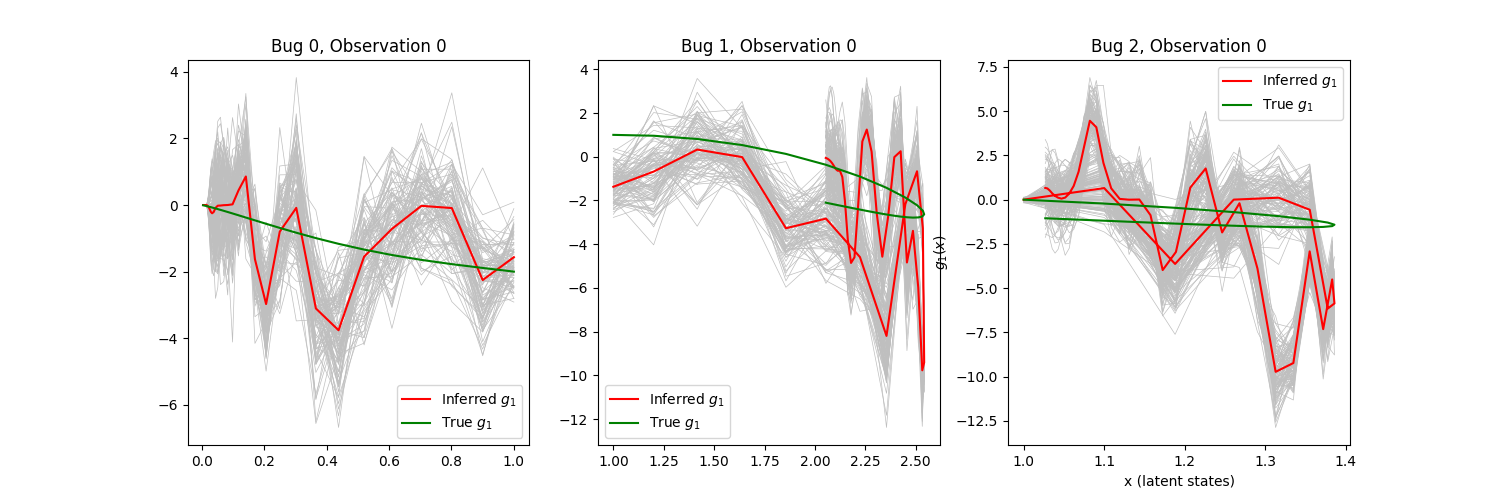 Bug 0, Observation 0
4
2
0
−2
−4
−6
0.0 0.2 0.4 0.6 0.8 1.0
Inferred g₁
True g₁
Bug 1, Observation 0
4
2
0
−2
−4
−6
−8
−10
−12
1.00 1.25 1.50 1.75 2.00 2.25 2.50
Inferred g₁
True g₁
Bug 2, Observation 0
g₁(x)
7.5
5.0
2.5
0.0
−2.5
−5.0
−7.5
−10.0
−12.5
1.0 1.1 1.2 1.3 1.4
x (latent states)
Inferred g₁
True g₁